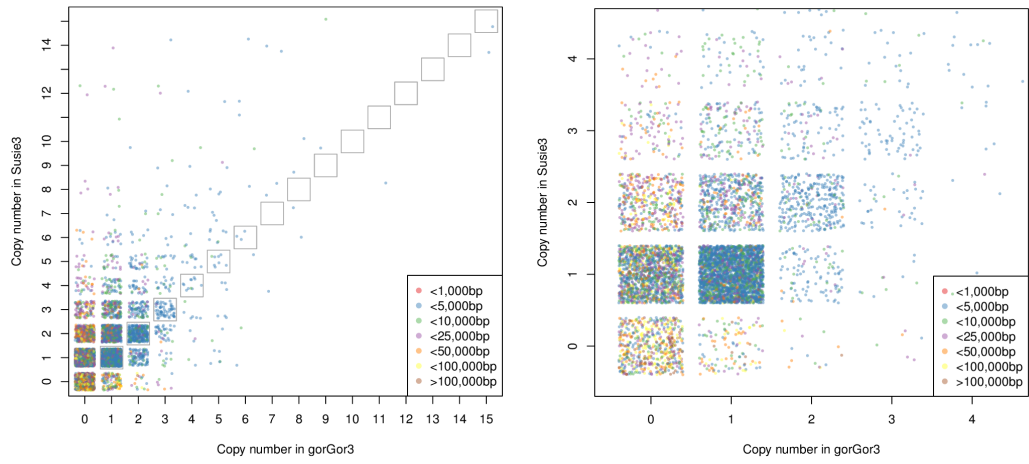 Copy number in Susie3
14
12
10
9
8
7
6
5
4
3
2
1
0
<1,000bp
<5,000bp
<10,000bp
<25,000bp
<50,000bp
<100,000bp
>100,000bp
0 1 2 3 4 5 6 7 8 9 10 11 12 13 15
Copy number in gorGor3
Copy number in Susie3
4
3
2
1
0
<1,000bp
<5,000bp
<10,000bp
<25,000bp
<50,000bp
<100,000bp
>100,000bp
0 1 2 3 4
Copy number in gorGor3